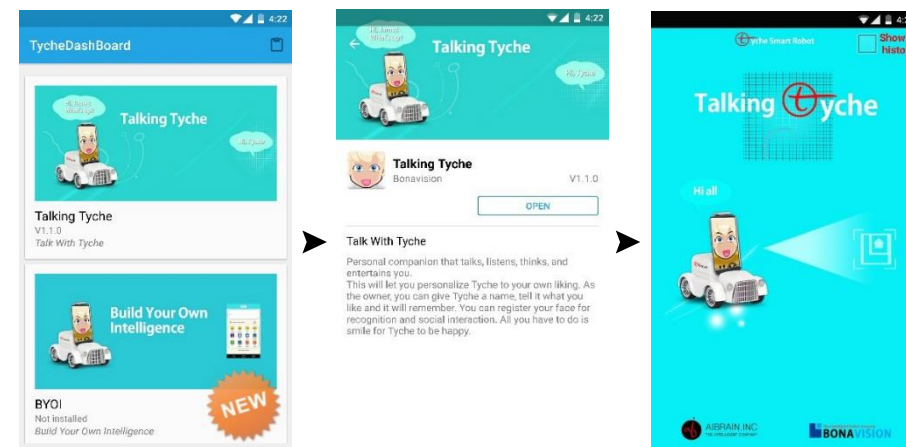 4:22
TycheDashBoard
Talking Tyche
Hi Tyche
Talking Tyche
V1.1.0
Talk With Tyche
Build Your Own
Intelligence
NEW
BYOI
Not installed
Build Your Own Intelligence
4:22
Talking Tyche
Hi Tyche
Talking Tyche
Bonavision
V1.1.0
OPEN
Talk With Tyche
Personal companion that talks, listens, thinks, and
entertains you.
This will let you personalize Tyche to your own liking. As
the owner, you can give Tyche a name, tell it what you
like and it will remember. You can register your face for
recognition and social interaction. All you have to do is
smile for Tyche to be happy.
Tyche Smart Robot
Show
histo
Talking tyche
Hi all
AIBRAIN.INC
THE INTELLIGENT COMPANY
BONAVISION